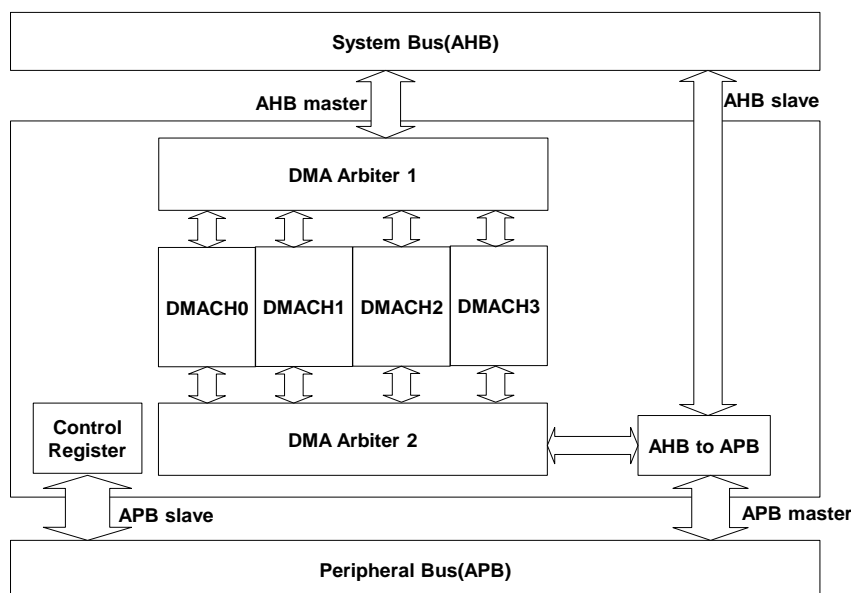 System Bus(AHB)
AHB master
AHB slave
DMA Arbiter 1
DMACH0
DMACH1
DMACH2
DMACH3
Control
Register
DMA Arbiter 2
AHB to APB
APB slave
APB master
Peripheral Bus(APB)